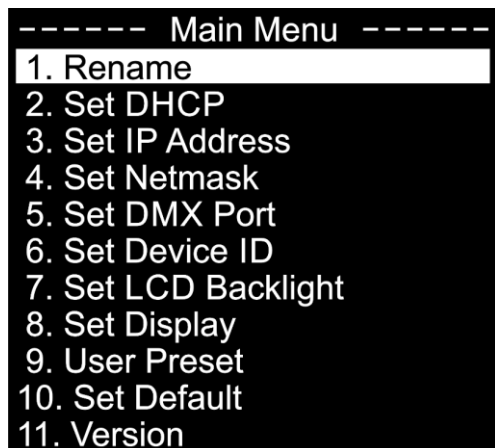 ------ Main Menu ------
1. Rename
2. Set DHCP
3. Set IP Address
4. Set Netmask
5. Set DMX Port
6. Set Device ID
7. Set LCD Backlight
8. Set Display
9. User Preset
10. Set Default
11. Version